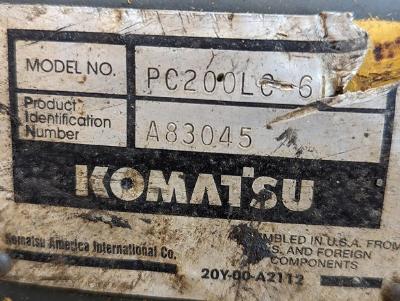 MODEL NO. PC200LC-6
Product
Identification
Number A83045
KOMATSU
Komatsu America International Co.
ASSEMBLED IN U.S.A. FROM
U.S. AND FOREIGN
COMPONENTS
20Y-00-A2112